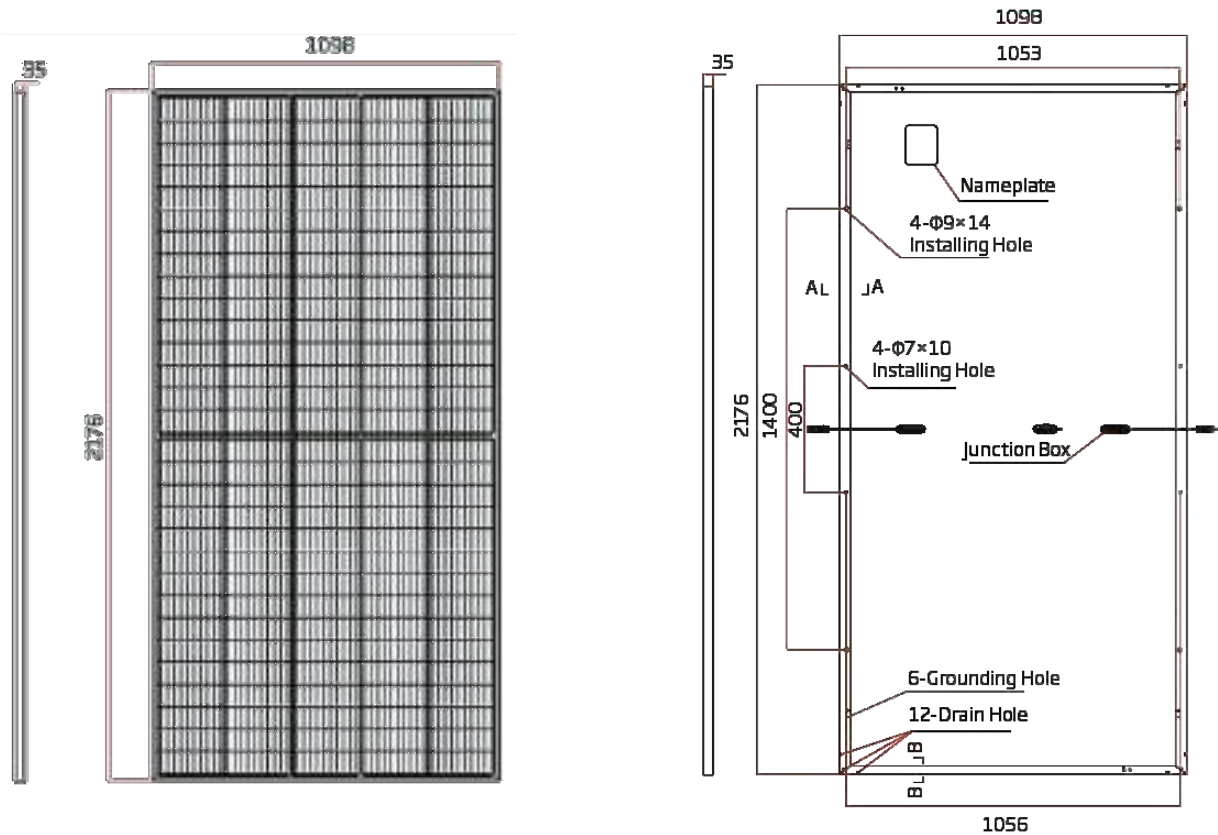 1098
35
2176
1098
1053
35
Nameplate
4-Φ9×14
Installing Hole
A
A
4-Φ7×10
Installing Hole
2176
1400
400
Junction Box
6-Grounding Hole
12-Drain Hole
B
B
1056